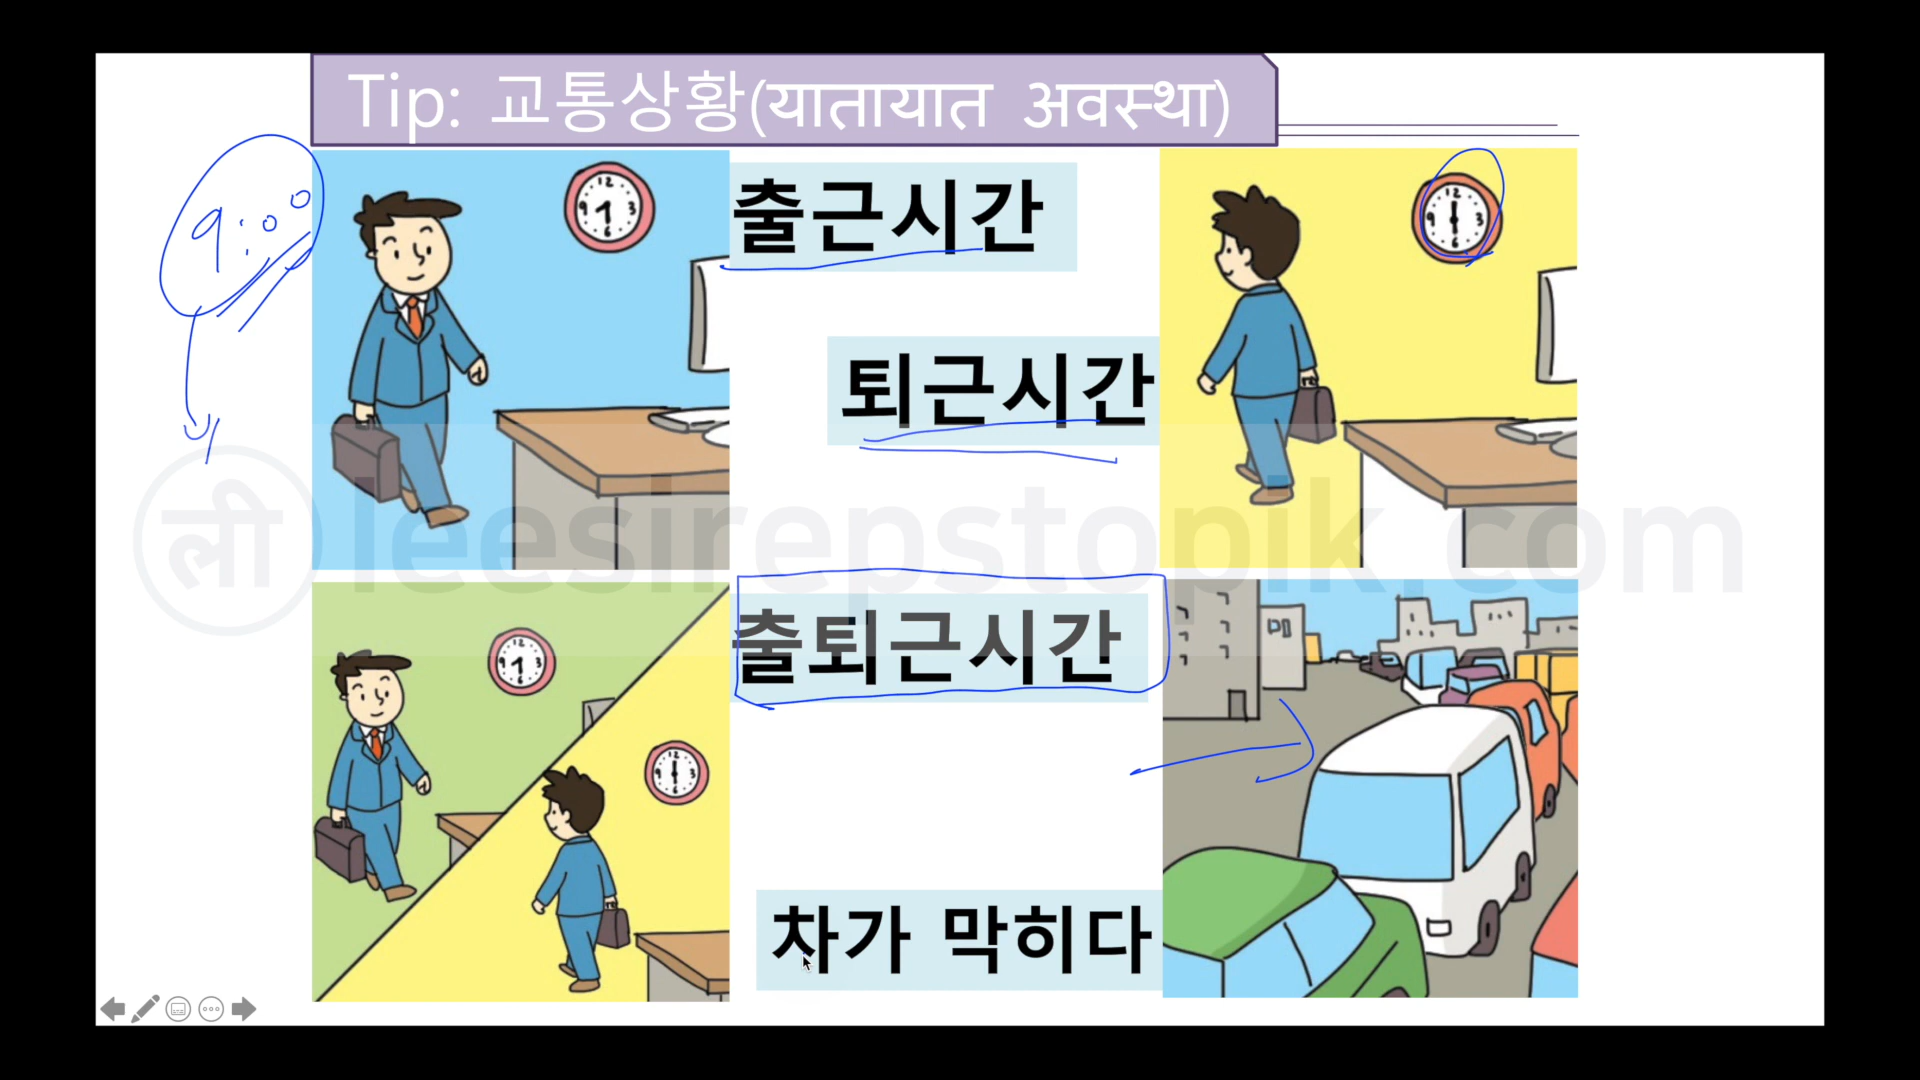 Tip: 교통상황(यातायात अवस्था)
9:00
출근시간
퇴근시간
ली leesirepstopik.com
출퇴근시간
차가 막히다